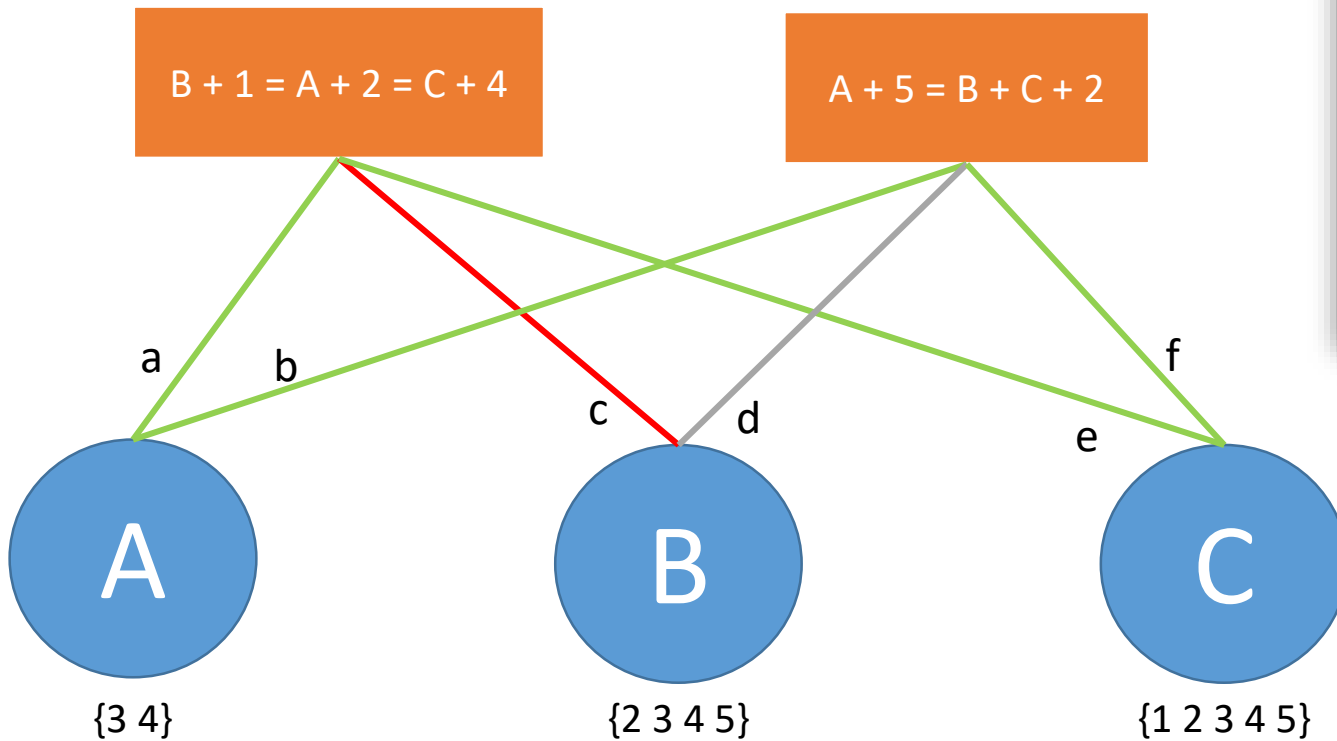 B + 1 = A + 2 = C + 4
A + 5 = B + C + 2
a
b
c
d
e
f
A
B
C
{3 4}
{2 3 4 5}
{1 2 3 4 5}